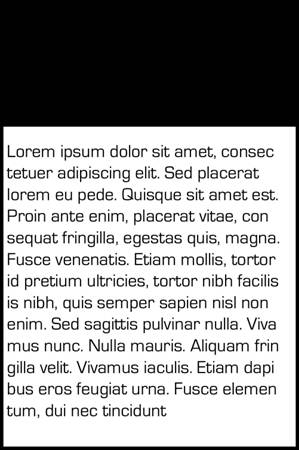 Lorem ipsum dolor sit amet, consec
tetuer adipiscing elit. Sed placerat
lorem eu pede. Quisque sit amet est.
Proin ante enim, placerat vitae, con
sequat fringilla, egestas quis, magna.
Fusce venenatis. Etiam mollis, tortor
id pretium ultricies, tortor nibh facilis
is nibh, quis semper sapien nisl non
enim. Sed sagittis pulvinar nulla. Viva
mus nunc. Nulla mauris. Aliquam frin
gilla velit. Vivamus iaculis. Etiam dapi
bus eros feugiat urna. Fusce elemen
tum, dui nec tincidunt